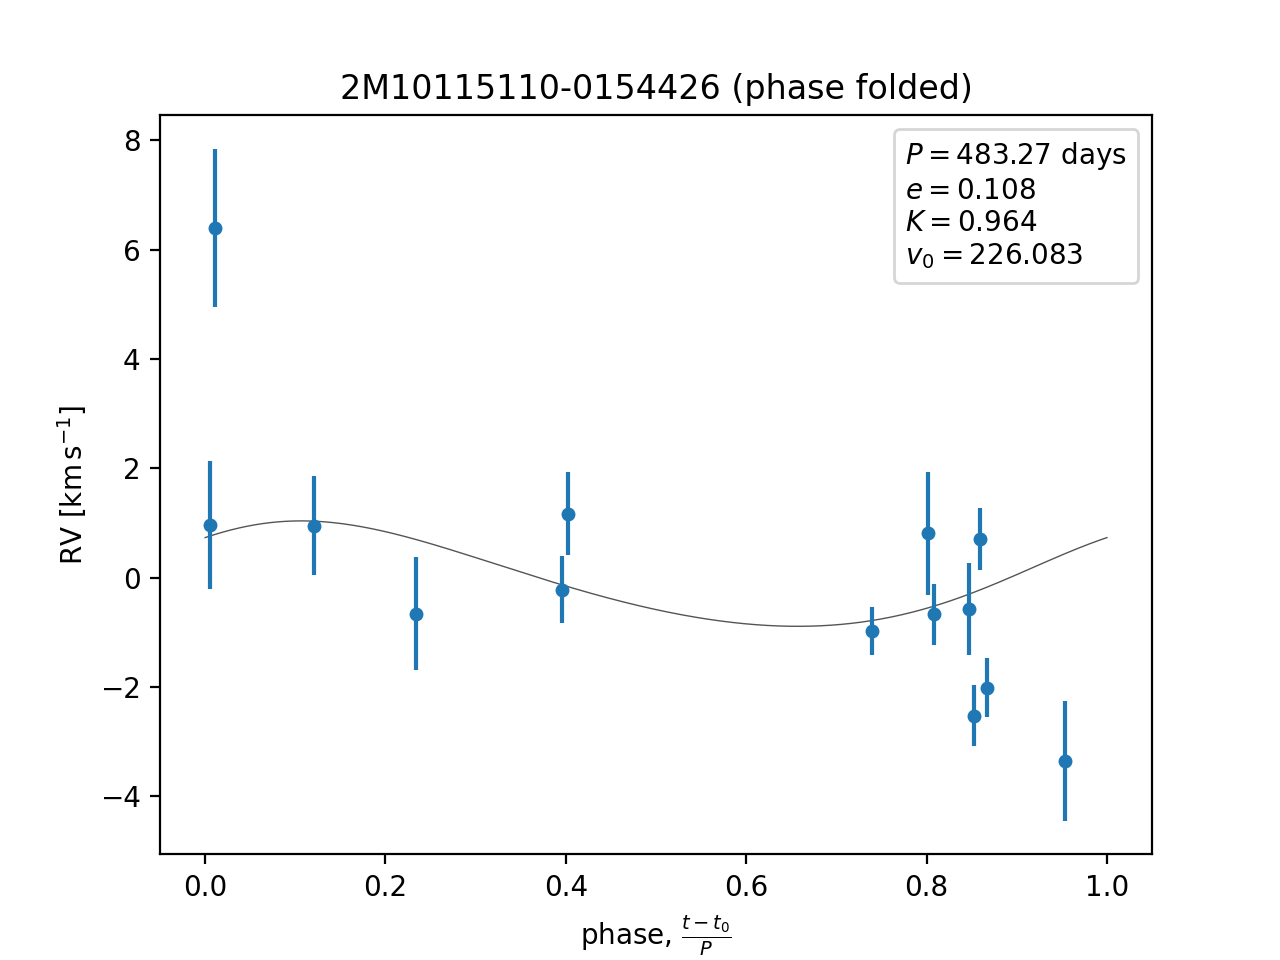 2M10115110-0154426 (phase folded)
P = 483.27 days
e = 0.108
K = 0.964
v₀ = 226.083
8
6
4
2
0
−2
−4
RV [km s⁻¹]
0.0 0.2 0.4 0.6 0.8 1.0
phase, (t − t₀)/P